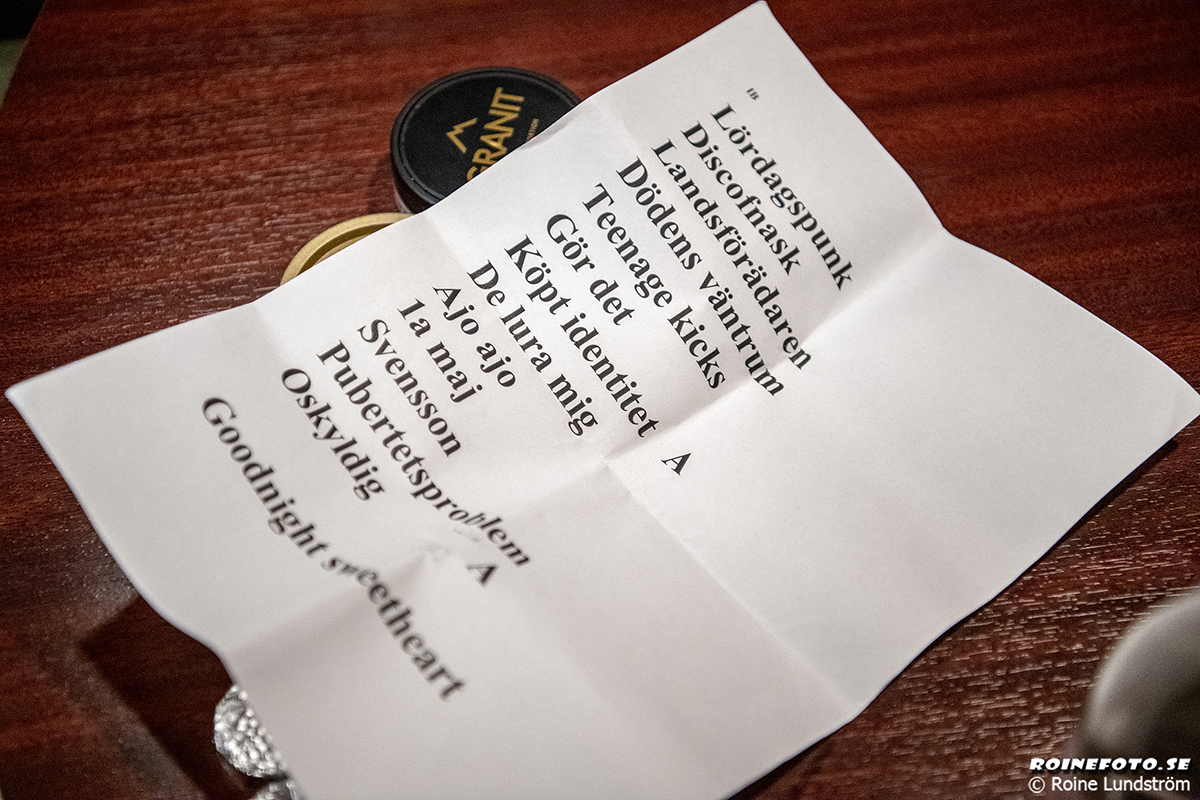 GRANIT
Lördagspunk
Discofnask
Landsförädaren
Dödens väntrum
Teenage kicks
Gör det
Köpt identitet A
De lura mig
Ajo ajo
1a maj
Svensson
Pubertetsproblem
Oskyldig A
Goodnight sweetheart
ROINEFOTO.SE
© Roine Lundström